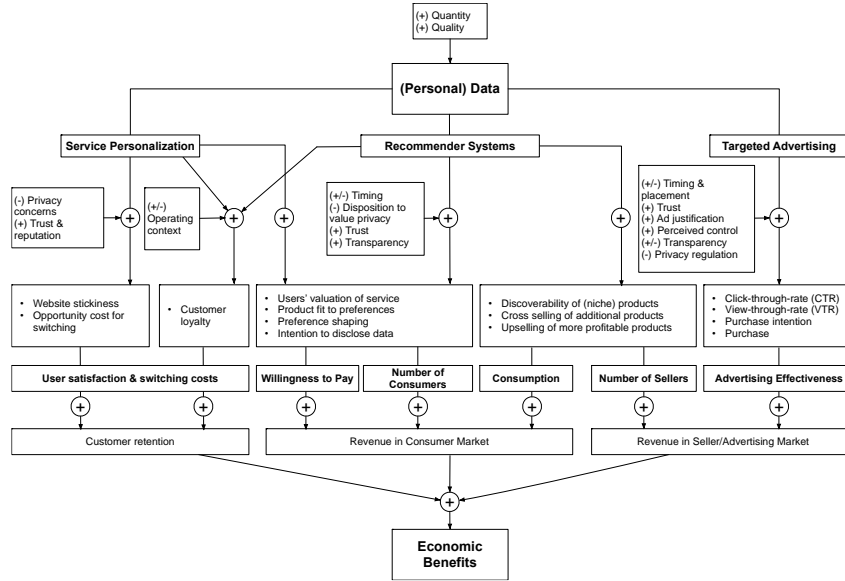 (+) Quantity
(+) Quality
(Personal) Data
Service Personalization
Recommender Systems
Targeted Advertising
(-) Privacy
concerns
(+) Trust &
reputation
+
(+/-)
Operating
context
+
+
(+/-) Timing
(-) Disposition to
value privacy
(+) Trust
(+) Transparency
+
+
(+/-) Timing &
placement
(+) Trust
(+) Ad justification
(+) Perceived control
(+/-) Transparency
(-) Privacy regulation
+
• Website stickiness
• Opportunity cost for
switching
• Customer
loyalty
• Users' valuation of service
• Product fit to preferences
• Preference shaping
• Intention to disclose data
• Discoverability of (niche) products
• Cross selling of additional products
• Upselling of more profitable products
• Click-through-rate (CTR)
• View-through-rate (VTR)
• Purchase intention
• Purchase
User satisfaction & switching costs
Willingness to Pay
Number of
Consumers
Consumption
Number of Sellers
Advertising Effectiveness
+
+
+
+
+
+
+
Customer retention
Revenue in Consumer Market
Revenue in Seller/Advertising Market
+
Economic
Benefits